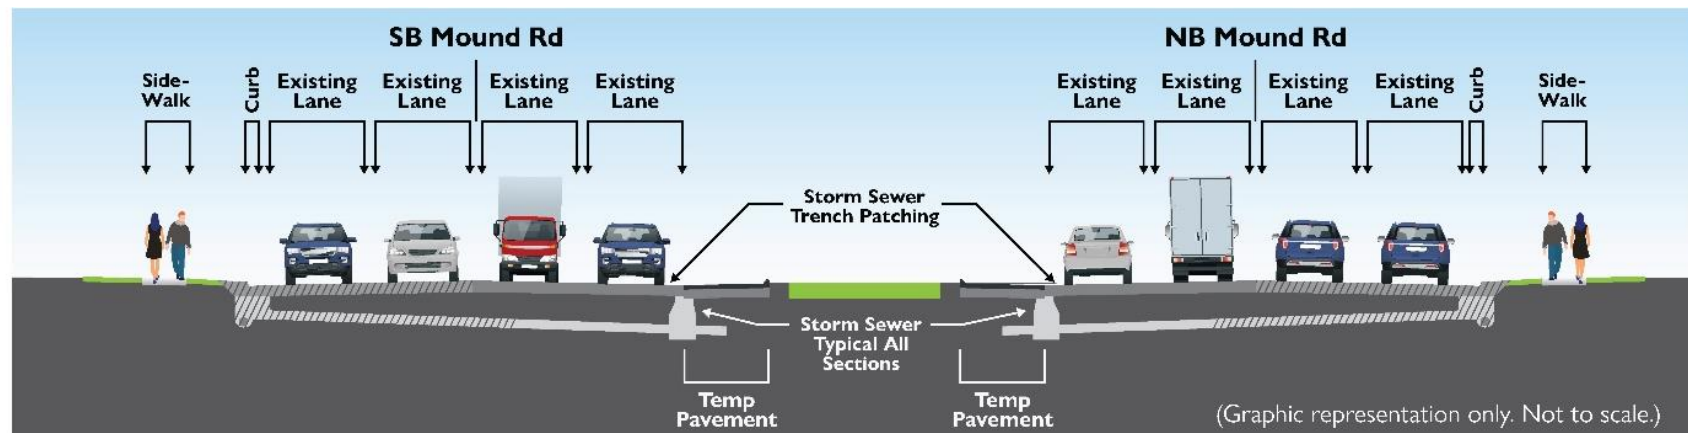 SB Mound Rd
NB Mound Rd
Side-
Walk
Curb
Existing
Lane
Existing
Lane
Existing
Lane
Existing
Lane
Existing
Lane
Existing
Lane
Existing
Lane
Existing
Lane
Curb
Side-
Walk
Storm Sewer
Trench Patching
Storm Sewer
Typical All
Sections
Temp
Pavement
Temp
Pavement
(Graphic representation only. Not to scale.)